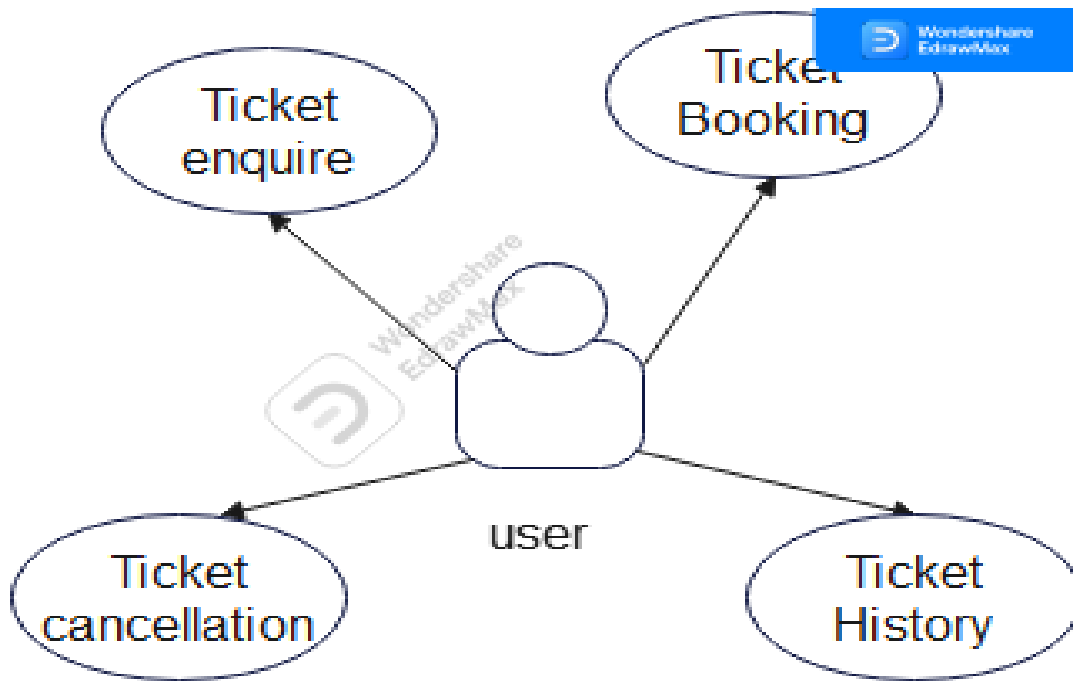 Wondershare
EdrawMax
Ticket
Booking
Ticket
enquire
Wondershare
EdrawMax
user
Ticket
cancellation
Ticket
History